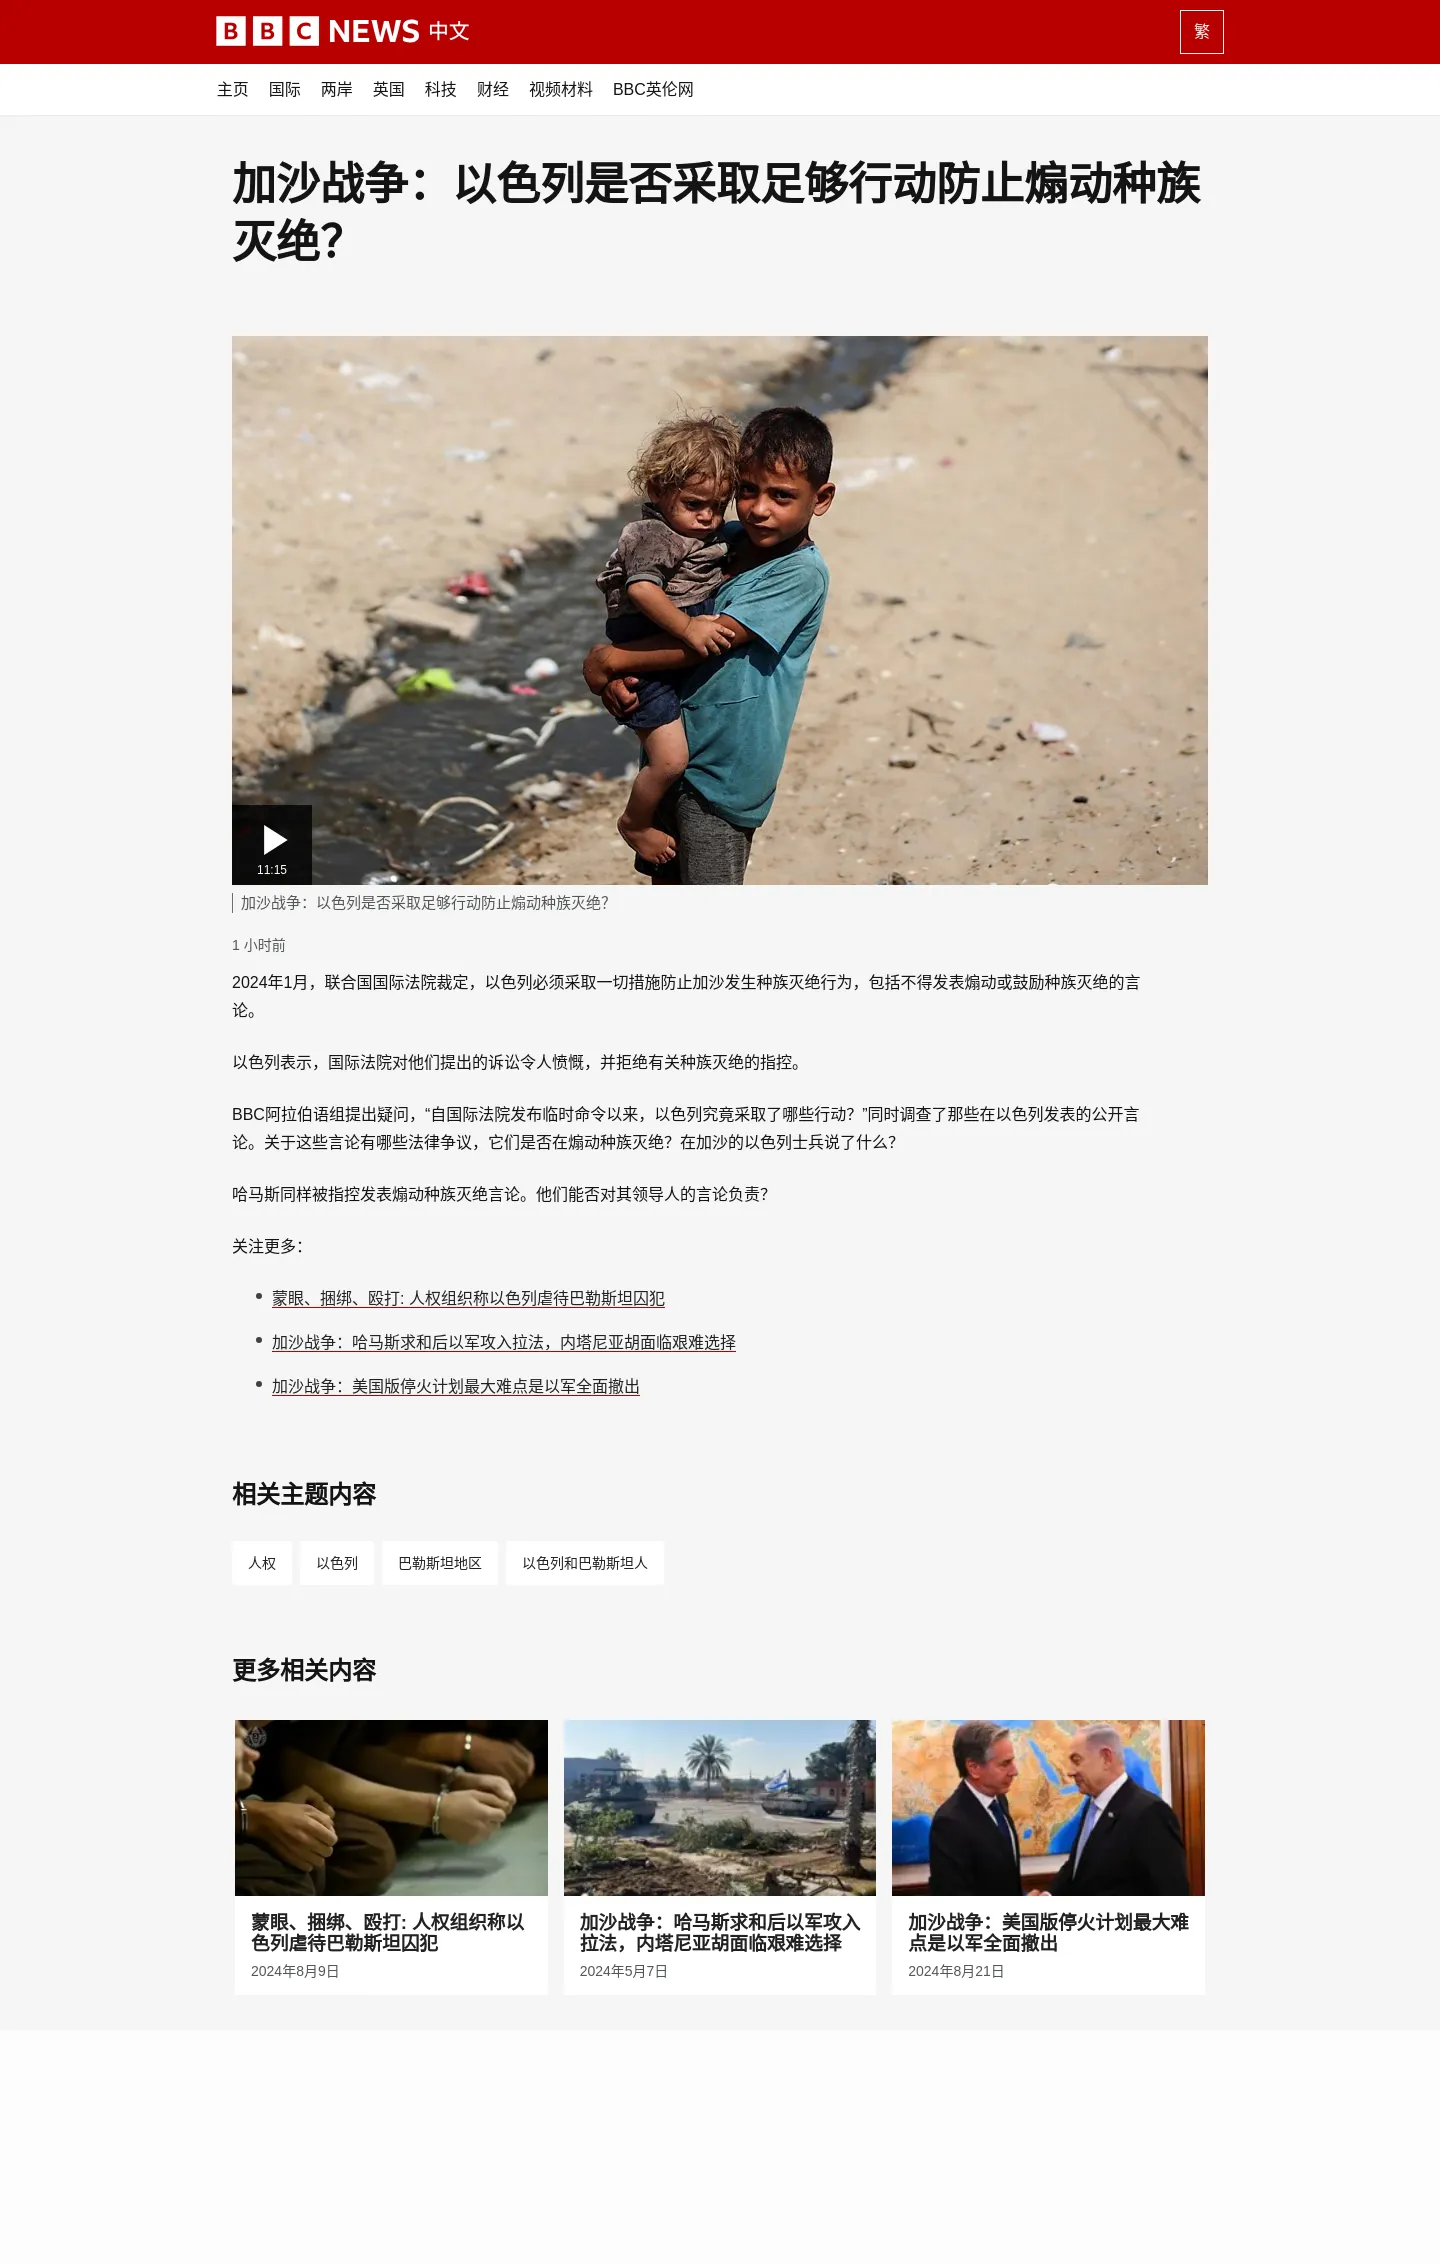 BBC NEWS 中文
繁
主页 国际 两岸 英国 科技 财经 视频材料 BBC英伦网
加沙战争：以色列是否采取足够行动防止煽动种族
灭绝？
11:15
加沙战争：以色列是否采取足够行动防止煽动种族灭绝？
1 小时前
2024年1月，联合国国际法院裁定，以色列必须采取一切措施防止加沙发生种族灭绝行为，包括不得发表煽动或鼓励种族灭绝的言
论。
以色列表示，国际法院对他们提出的诉讼令人愤慨，并拒绝有关种族灭绝的指控。
BBC阿拉伯语组提出疑问，“自国际法院发布临时命令以来，以色列究竟采取了哪些行动？”同时调查了那些在以色列发表的公开言
论。关于这些言论有哪些法律争议，它们是否在煽动种族灭绝？在加沙的以色列士兵说了什么？
哈马斯同样被指控发表煽动种族灭绝言论。他们能否对其领导人的言论负责？
关注更多：
蒙眼、捆绑、殴打: 人权组织称以色列虐待巴勒斯坦囚犯
加沙战争：哈马斯求和后以军攻入拉法，内塔尼亚胡面临艰难选择
加沙战争：美国版停火计划最大难点是以军全面撤出
相关主题内容
人权 以色列 巴勒斯坦地区 以色列和巴勒斯坦人
更多相关内容
蒙眼、捆绑、殴打: 人权组织称以
色列虐待巴勒斯坦囚犯
2024年8月9日
加沙战争：哈马斯求和后以军攻入
拉法，内塔尼亚胡面临艰难选择
2024年5月7日
加沙战争：美国版停火计划最大难
点是以军全面撤出
2024年8月21日